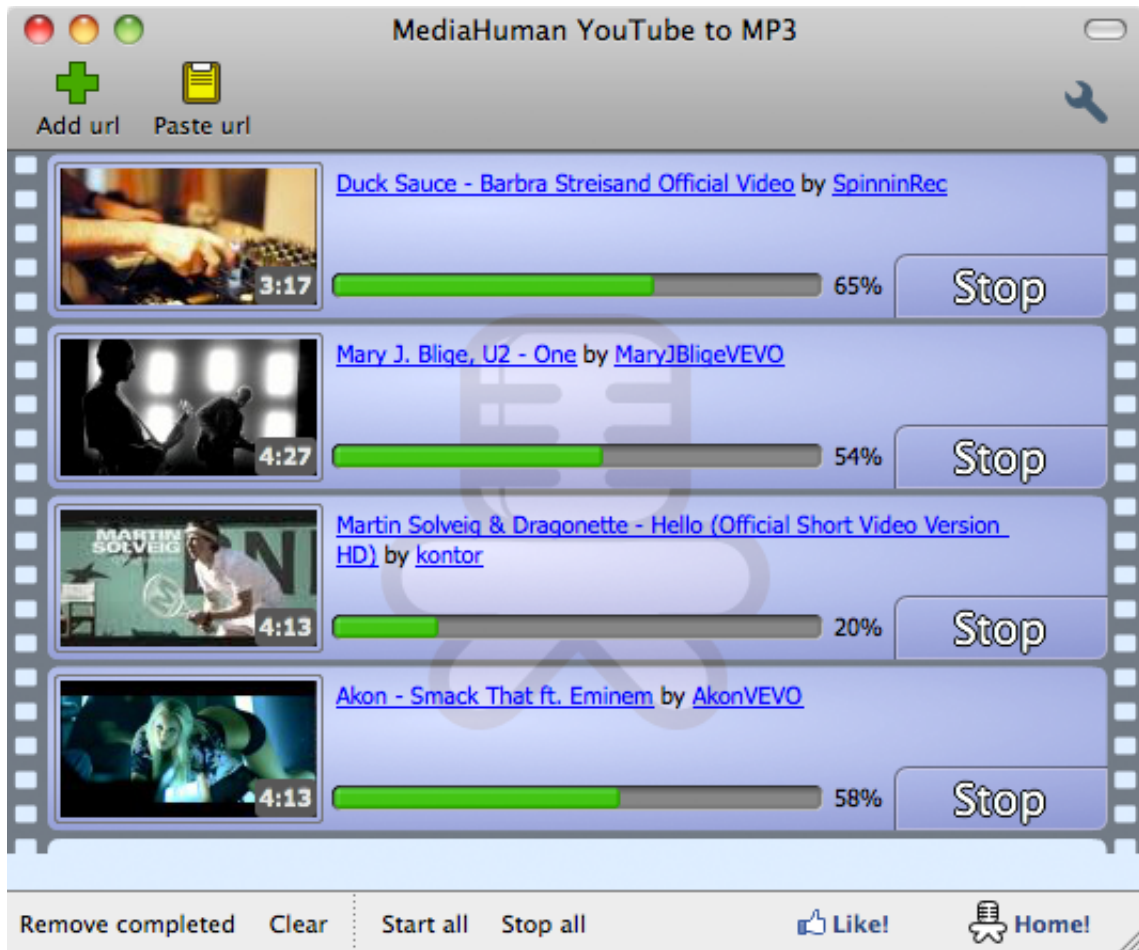 MediaHuman YouTube to MP3
Add url Paste url
Duck Sauce - Barbra Streisand Official Video by SpinninRec
3:17 65% Stop
Mary J. Blige, U2 - One by MaryJBligeVEVO
4:27 54% Stop
MARTIN
SOLVEIG
Martin Solveig & Dragonette - Hello (Official Short Video Version
HD) by kontor
4:13 20% Stop
Akon - Smack That ft. Eminem by AkonVEVO
4:13 58% Stop
Remove completed Clear Start all Stop all Like! Home!